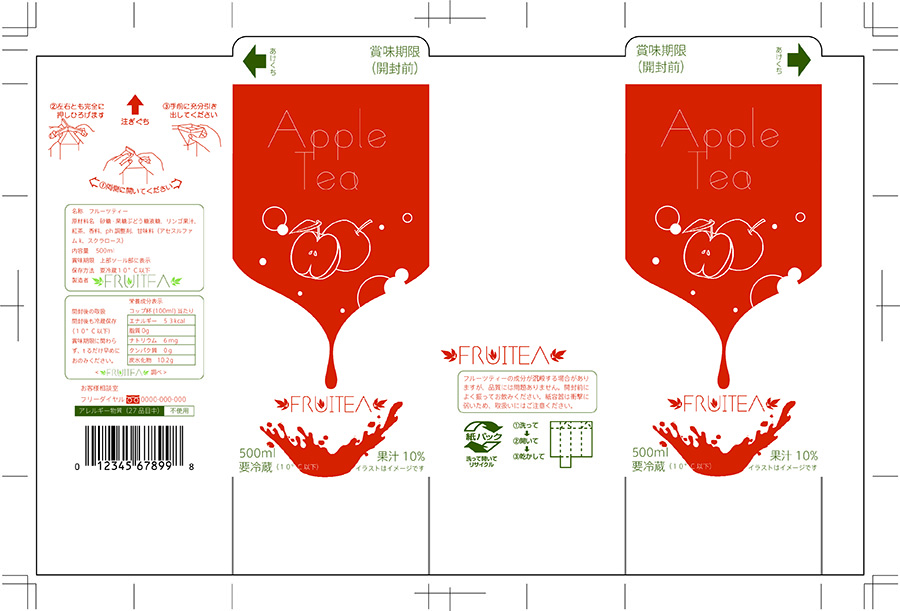 ②左右とも完全に
押しひろげます
注ぎぐち
③手前に充分引き
出してください
①両側に開いてください
名称　フルーツティー
原材料名　砂糖・果糖ぶどう糖液糖、リンゴ果汁、
紅茶、香料、ph調整剤、甘味料（アセスルファ
ムK、スクラロース）
内容量　500ml
賞味期限　上部シール部に表示
保存方法　要冷蔵10°C以下
製造者 FRUITEA
開封後の取扱
開封後も冷蔵保存
（10°C以下）
賞味期限に関わら
ず、るだけ早めに
おのみください。
栄養成分表示
コップ杯(100ml)当たり
エネルギー　5.3kcal
脂質 0g
ナトリウム　6mg
タンパク質　0g
炭水化物　10.2g
<FRUITEA 調べ>
お客様相談室
フリーダイヤル 0000-000-000
アレルギー物質（27品目中） 不使用
0 12345 67899 8
あけくち
賞味期限
（開封前）
Apple
Tea
FRUITEA
500ml
要冷蔵（10°C以下）
果汁 10%
イラストはイメージです
FRUITEA
フルーツティーの成分が沈殿する場合があり
ますが、品質には問題ありません。開封前に
よく振ってお飲みください。紙容器は衝撃に
弱いため、取扱いにはご注意ください。
紙パック
洗って開いて
リサイクル
①洗って
②開いて
③乾かして
賞味期限
（開封前）
あけくち
Apple
Tea
FRUITEA
500ml
要冷蔵（10°C以下）
果汁 10%
イラストはイメージです